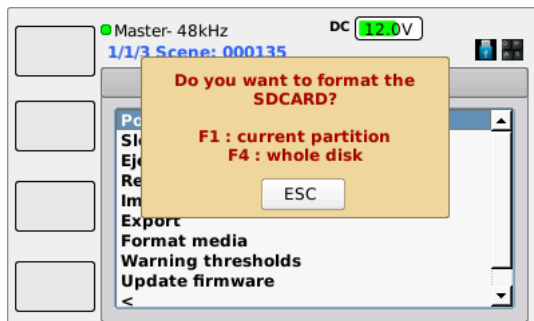 Master- 48kHz
DC 12.0V
1/1/3 Scene: 000135
Do you want to format the
SDCARD?
F1 : current partition
F4 : whole disk
ESC
Export
Format media
Warning thresholds
Update firmware
<